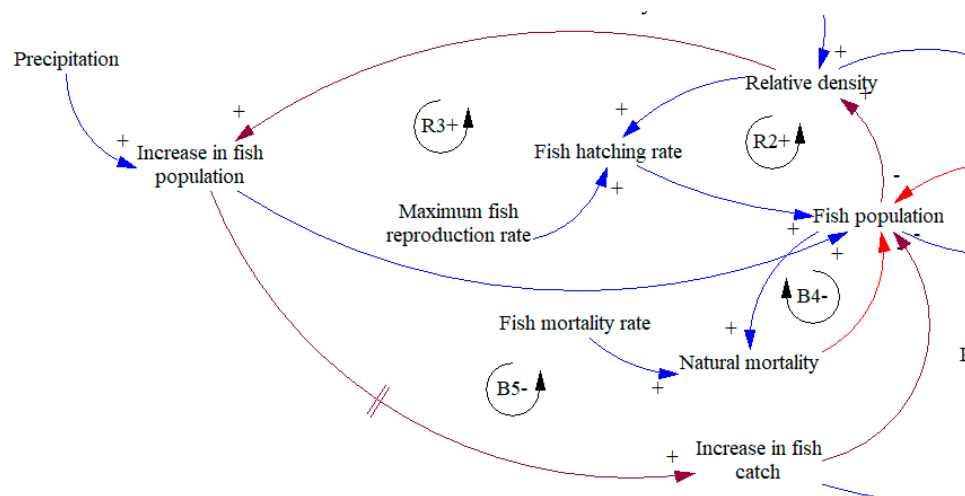 Precipitation
+
+
Relative density
+
+
+
R3+
R2+
+
Increase in fish
population
Fish hatching rate
+
-
Maximum fish
reproduction rate
+
Fish population
+
-
-
+
B4-
Fish mortality rate
+
Natural mortality
+
B5-
Increase in fish
catch
+